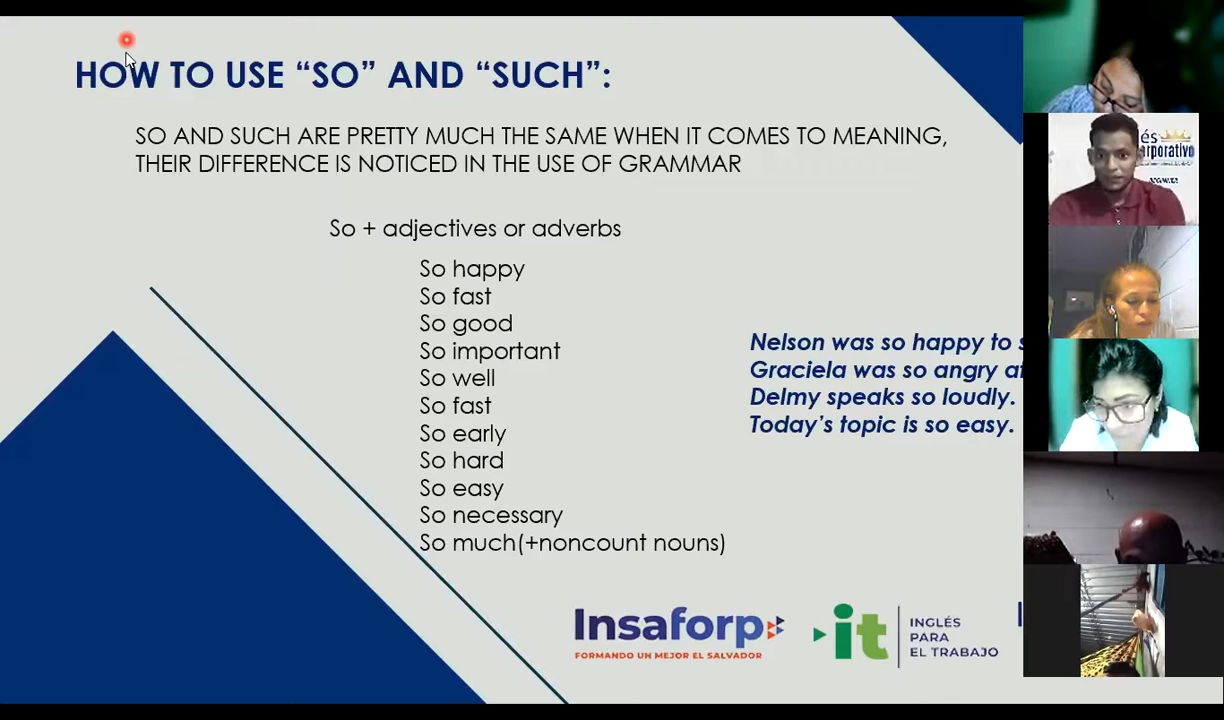 HOW TO USE “SO” AND “SUCH”:
SO AND SUCH ARE PRETTY MUCH THE SAME WHEN IT COMES TO MEANING,
THEIR DIFFERENCE IS NOTICED IN THE USE OF GRAMMAR
So + adjectives or adverbs
So happy
So fast
So good
So important
So well
So fast
So early
So hard
So easy
So necessary
So much(+noncount nouns)
Nelson was so happy to
Graciela was so angry
Delmy speaks so loudly.
Today’s topic is so easy.
Insaforp
FORMANDO UN MEJOR EL SALVADOR
it
INGLÉS
PARA
EL TRABAJO
és
rporativo